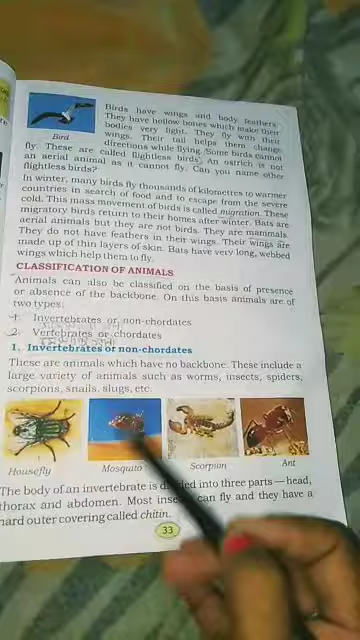 Birds have wings and body feathers.
They have hollow bones which make their
bodies very light. They fly with their
wings. Their tail helps them change
directions while flying. Some birds cannot
Bird
fly. These are called flightless birds. An ostrich is not
an aerial animal as it cannot fly. Can you name other
flightless birds?
In winter, many birds fly thousands of kilometres to warmer
countries in search of food and to escape from the severe
cold. This mass movement of birds is called migration. These
migratory birds return to their homes after winter. Bats are
aerial animals but they are not birds. They are mammals.
They do not have feathers in their wings. Their wings are
made up of thin layers of skin. Bats have very long, webbed
wings which help them to fly.
CLASSIFICATION OF ANIMALS
Animals can also be classified on the basis of presence
or absence of the backbone. On this basis animals are of
two types:
1. Invertebrates or non-chordates
2. Vertebrates or chordates
1. Invertebrates or non-chordates
These are animals which have no backbone. These include a
large variety of animals such as worms, insects, spiders,
scorpions, snails, slugs, etc.
Housefly Mosquito Scorpion Ant
The body of an invertebrate is divided into three parts — head,
thorax and abdomen. Most can fly and they have a
hard outer covering called chitin.
33